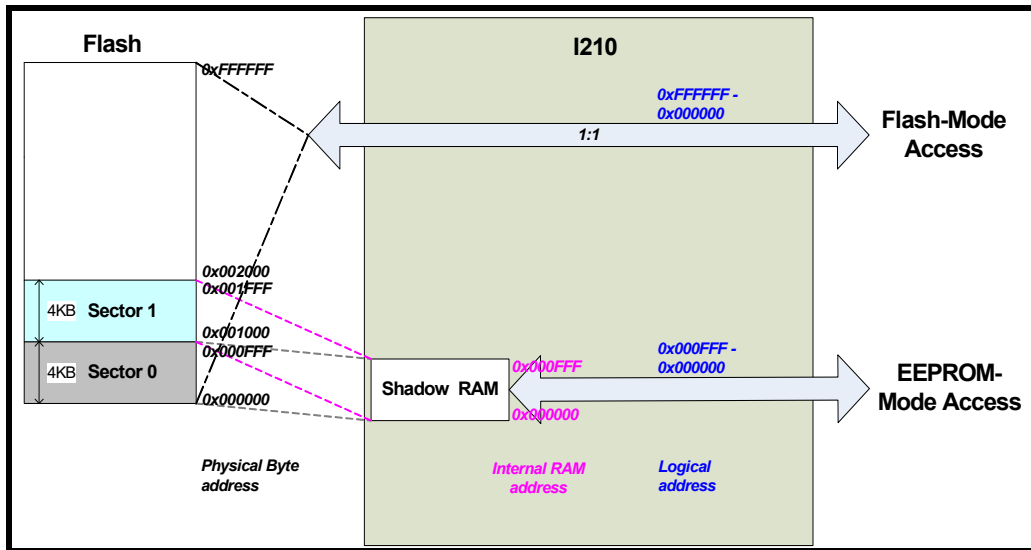 Flash
I210
0xFFFFFF
0xFFFFFF -
0x000000
1:1
Flash-Mode
Access
0x002000
0x001FFF
4KB
Sector 1
0x001000
0x000FFF
4KB
Sector 0
0x000000
Shadow RAM
0x000FFF
0x000000
0x000FFF -
0x000000
EEPROM-
Mode Access
Physical Byte
address
Internal RAM
address
Logical
address